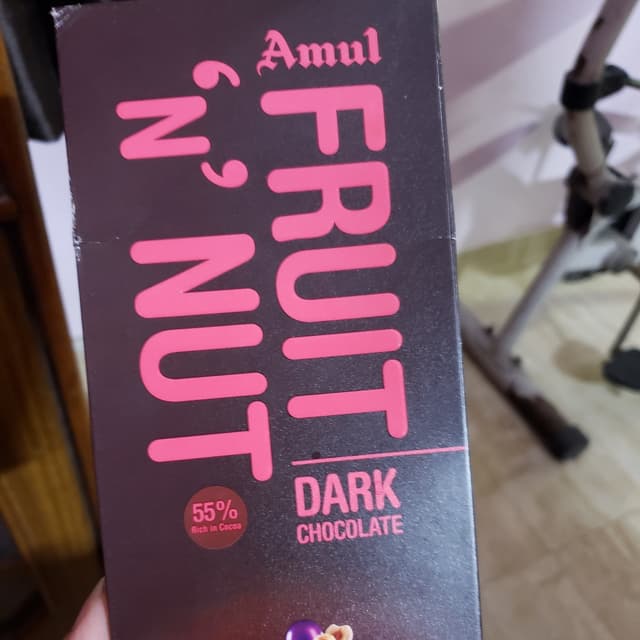 Amul
FRUIT
‘N’ NUT
DARK
CHOCOLATE
55%
Rich in Cocoa